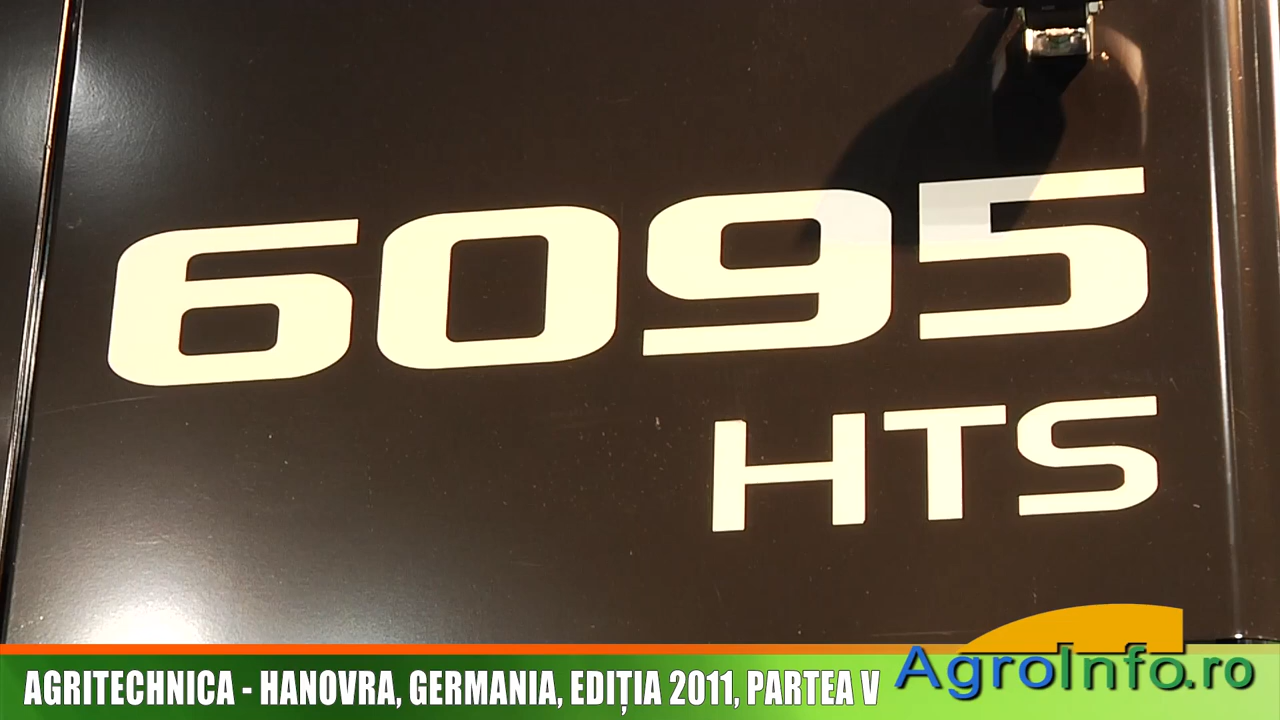 6095
HTS
AGRITECHNICA - HANOVRA, GERMANIA, EDIȚIA 2011, PARTEA V
AgroInfo.ro